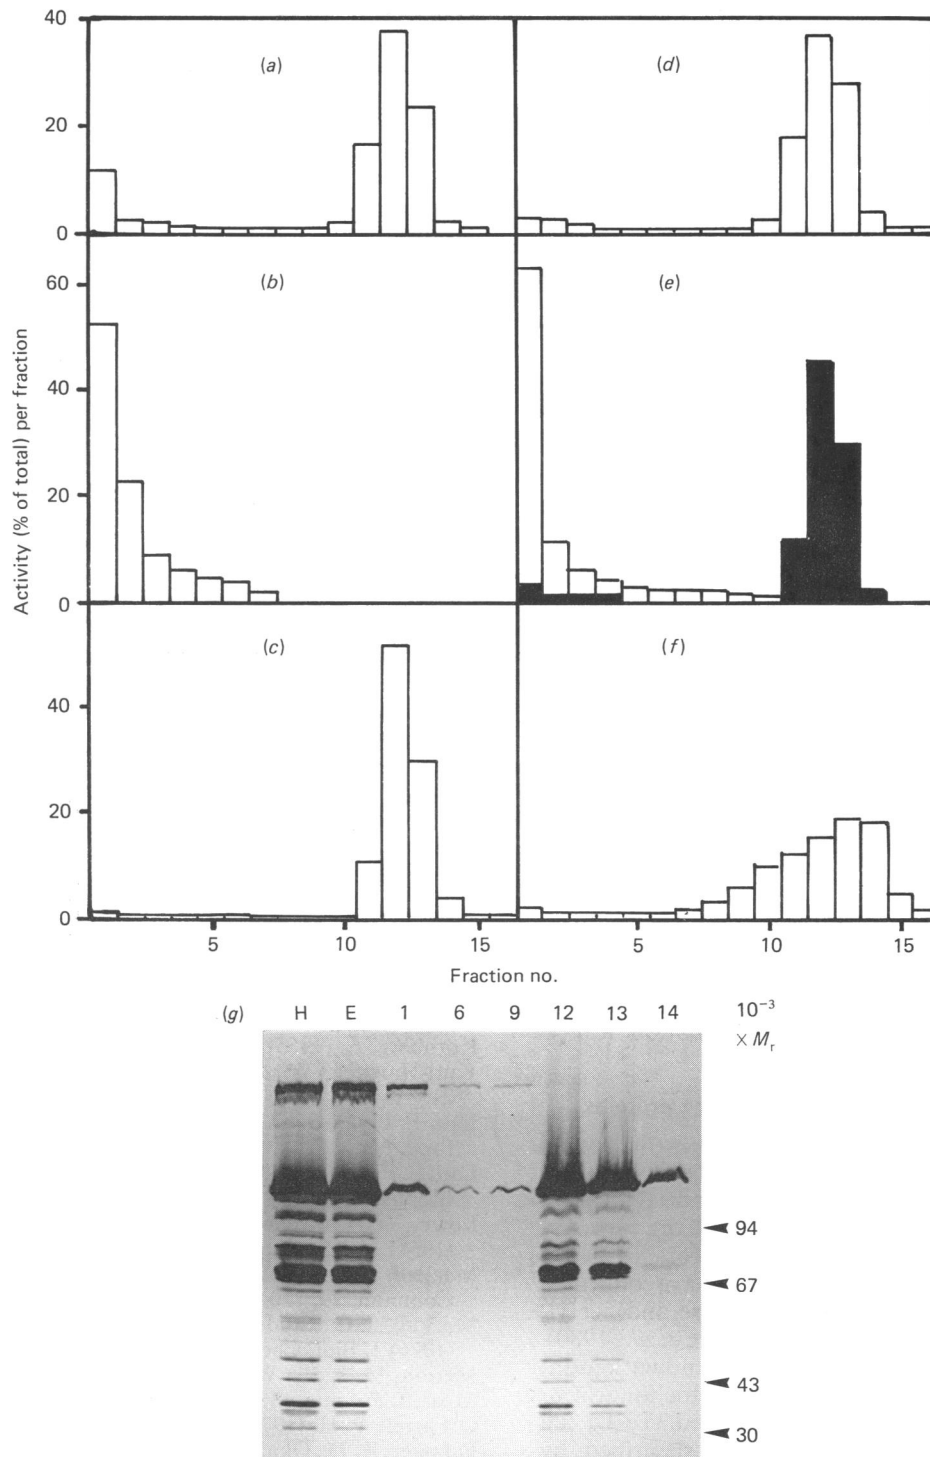 40
(a)
(d)
20
0
60
(b)
(e)
40
20
0
(c)
(f)
40
20
0
5
10
15
5
10
15
Activity (% of total) per fraction
Fraction no.
(g) H E 1 6 9 12 13 14 10⁻³
× Mᵣ
94
67
43
30